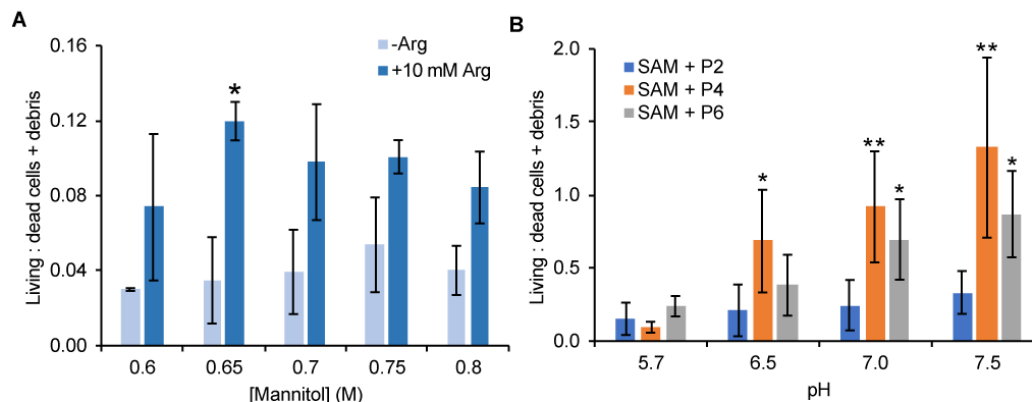 A
Living : dead cells + debris
0.16
0.12
0.08
0.04
0.00
-Arg
+10 mM Arg
*
0.6 0.65 0.7 0.75 0.8
[Mannitol] (M)
B
Living : dead cells + debris
2.0
1.5
1.0
0.5
0.0
SAM + P2
SAM + P4
SAM + P6
*
**
*
**
*
5.7 6.5 7.0 7.5
pH